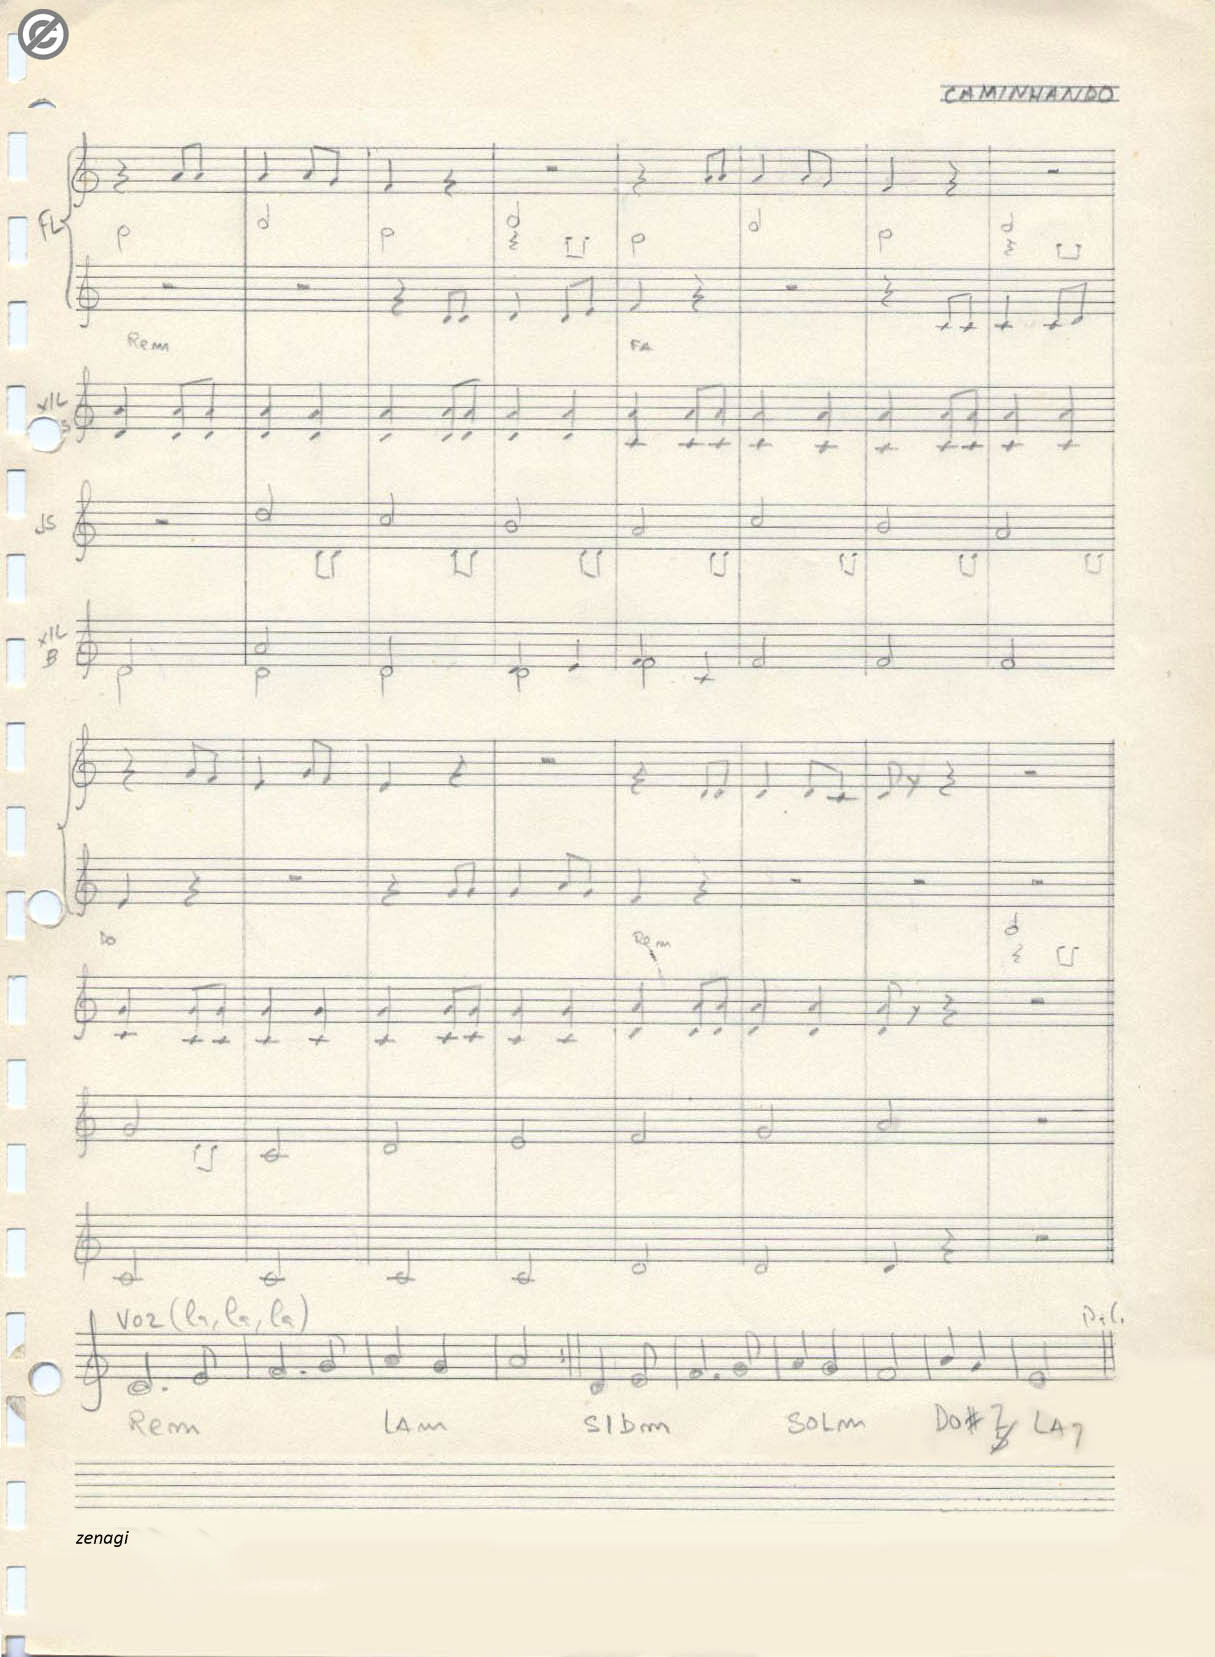 CAMINHANDO
FL
Rem FA
XIL
S
JS
XIL
B
DO Rem
VOZ (la, la, la) D.C.
Rem LAm SIbm SOLm DO# LA7
zenagi